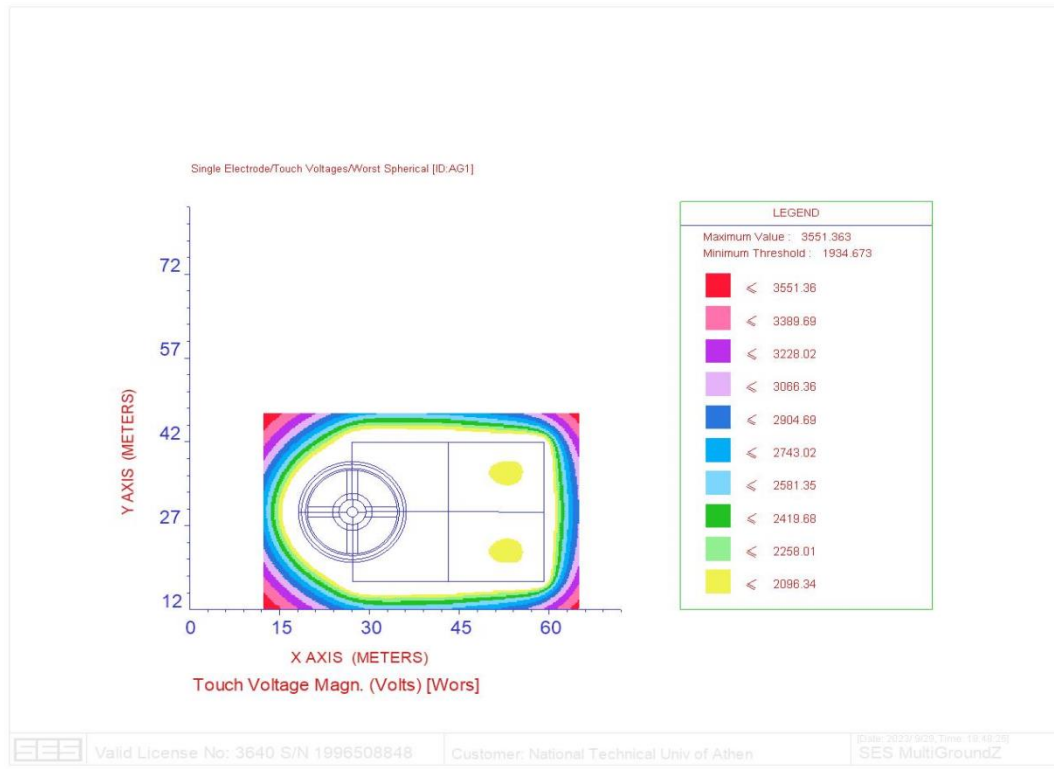 Single Electrode/Touch Voltages/Worst Spherical [ID:AG1]
LEGEND
Maximum Value : 3551.363
Minimum Threshold : 1934.673
≤ 3551.36
≤ 3389.69
≤ 3228.02
≤ 3066.36
≤ 2904.69
≤ 2743.02
≤ 2581.35
≤ 2419.68
≤ 2258.01
≤ 2096.34
72
57
42
27
12
Y AXIS (METERS)
0 15 30 45 60
X AXIS (METERS)
Touch Voltage Magn. (Volts) [Wors]
SES
Valid License No: 3640 S/N 1996508848
Customer: National Technical Univ of Athen
SES MultiGroundZ